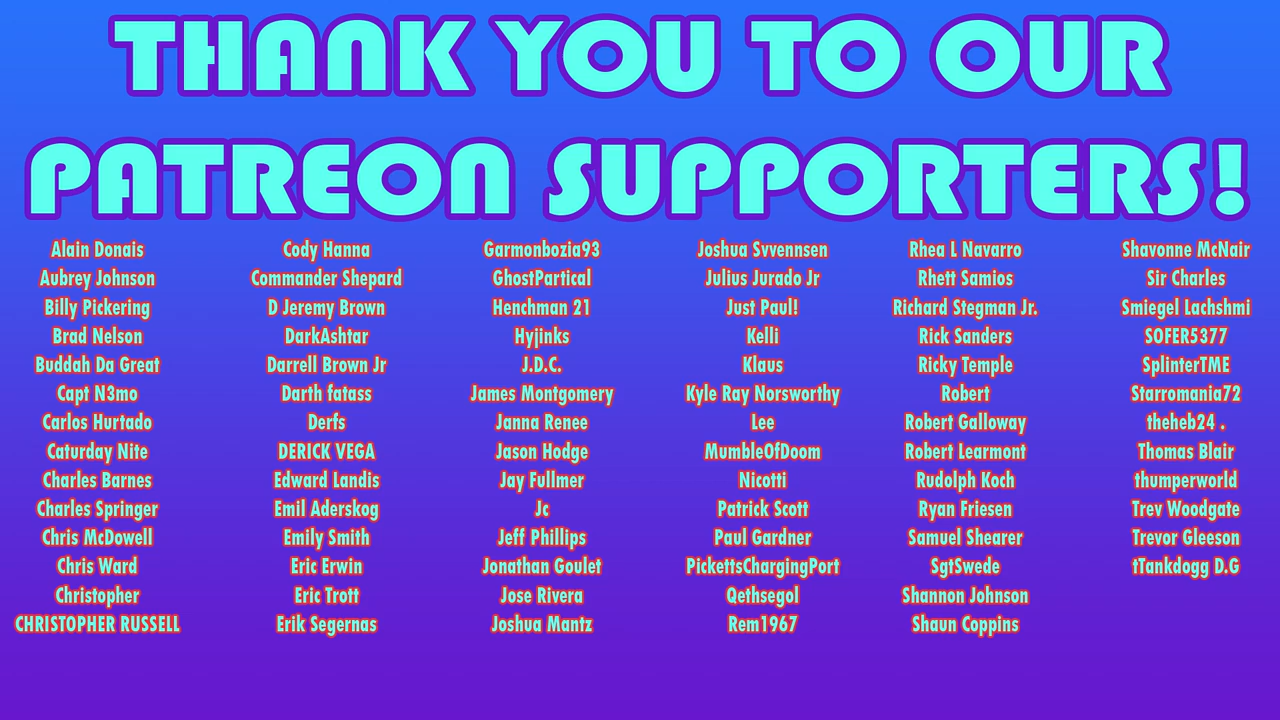 THANK YOU TO OUR
PATREON SUPPORTERS!
Alain Donais
Aubrey Johnson
Billy Pickering
Brad Nelson
Buddah Da Great
Capt N3mo
Carlos Hurtado
Caturday Nite
Charles Barnes
Charles Springer
Chris McDowell
Chris Ward
Christopher
CHRISTOPHER RUSSELL
Cody Hanna
Commander Shepard
D Jeremy Brown
DarkAshtar
Darrell Brown Jr
Darth fatass
Derfs
DERICK VEGA
Edward Landis
Emil Aderskog
Emily Smith
Eric Erwin
Eric Trott
Erik Segernas
Garmonbozia93
GhostPartical
Henchman 21
Hyjinks
J.D.C.
James Montgomery
Janna Renee
Jason Hodge
Jay Fullmer
Jc
Jeff Phillips
Jonathan Goulet
Jose Rivera
Joshua Mantz
Joshua Svvennsen
Julius Jurado Jr
Just Paul!
Kelli
Klaus
Kyle Ray Norsworthy
Lee
MumbleOfDoom
Nicotti
Patrick Scott
Paul Gardner
PickettsChargingPort
Qethsegol
Rem1967
Rhea L Navarro
Rhett Samios
Richard Stegman Jr.
Rick Sanders
Ricky Temple
Robert
Robert Galloway
Robert Learmont
Rudolph Koch
Ryan Friesen
Samuel Shearer
SgtSwede
Shannon Johnson
Shaun Coppins
Shavonne McNair
Sir Charles
Smiegel Lachshmi
SOFER5377
SplinterTME
Starromania72
theheb24 .
Thomas Blair
thumperworld
Trev Woodgate
Trevor Gleeson
tTankdogg D.G